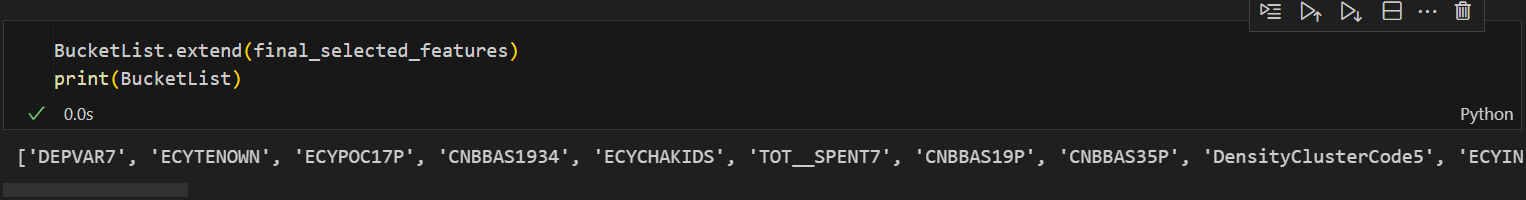 BucketList.extend(final_selected_features)
print(BucketList)
0.0s
Python
['DEPVAR7', 'ECYTENOWN', 'ECYPOC17P', 'CNBBAS1934', 'ECYCHAKIDS', 'TOT__SPENT7', 'CNBBAS19P', 'CNBBAS35P', 'DensityClusterCode5', 'ECYIN